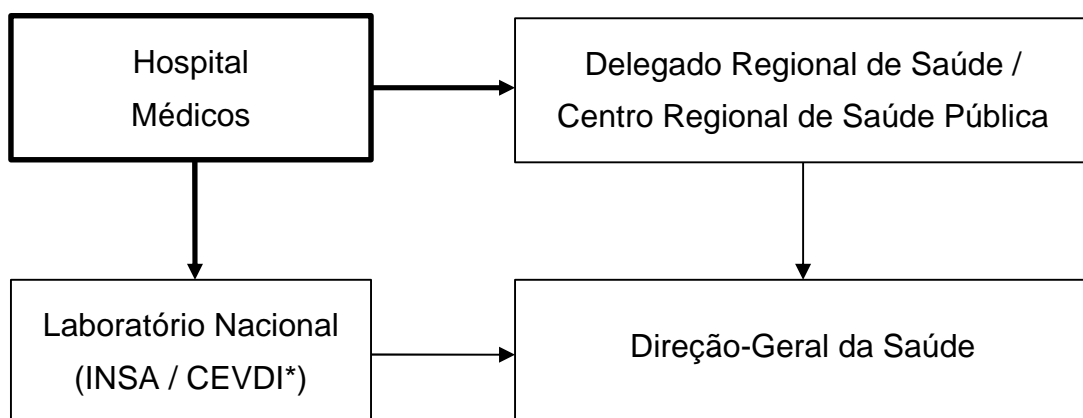 Hospital
Médicos
Delegado Regional de Saúde /
Centro Regional de Saúde Pública
Laboratório Nacional
(INSA / CEVDI*)
Direção-Geral da Saúde